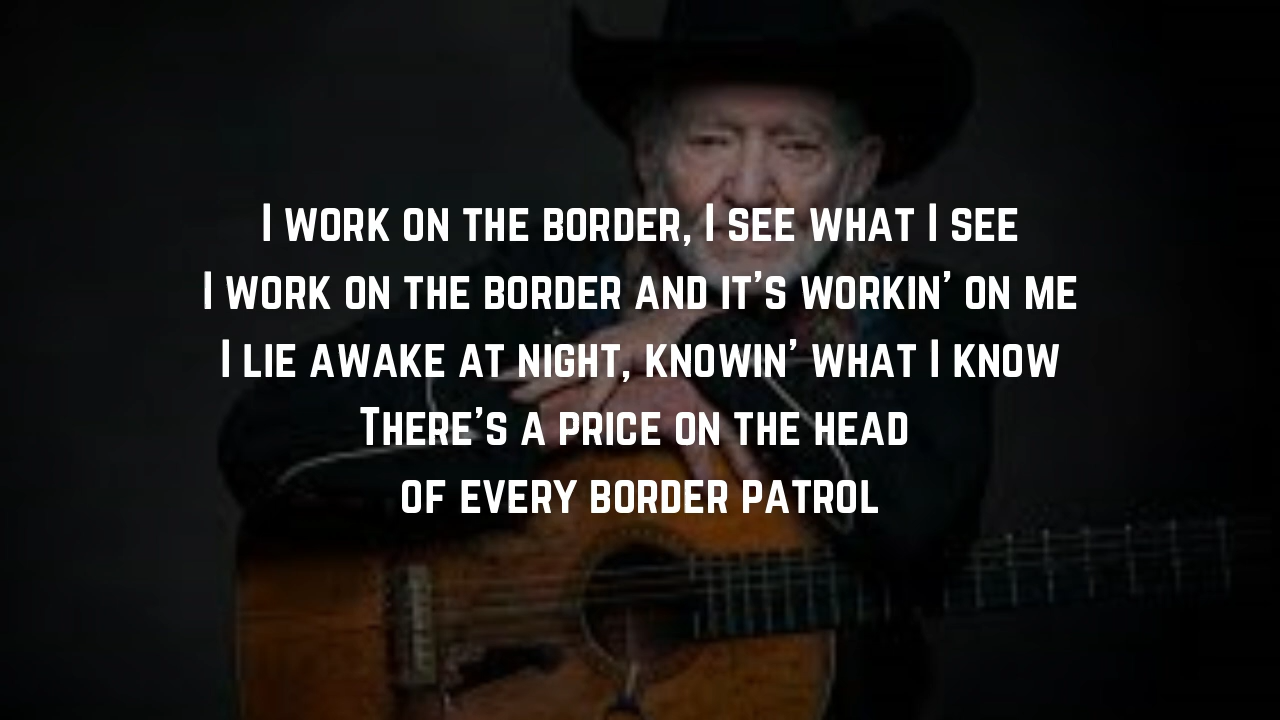 I WORK ON THE BORDER, I SEE WHAT I SEE
I WORK ON THE BORDER AND IT'S WORKIN' ON ME
I LIE AWAKE AT NIGHT, KNOWIN' WHAT I KNOW
THERE'S A PRICE ON THE HEAD
OF EVERY BORDER PATROL